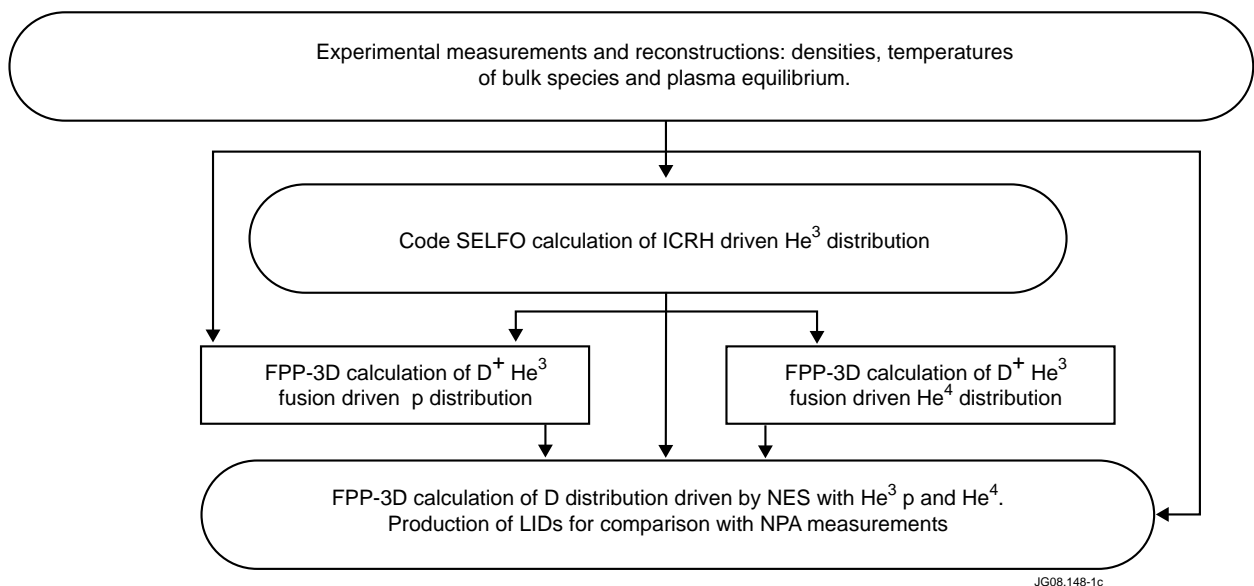 Experimental measurements and reconstructions: densities, temperatures
of bulk species and plasma equilibrium.
Code SELFO calculation of ICRH driven He³ distribution
FPP-3D calculation of D⁺ He³
fusion driven p distribution
FPP-3D calculation of D⁺ He³
fusion driven He⁴ distribution
FPP-3D calculation of D distribution driven by NES with He³ p and He⁴.
Production of LIDs for comparison with NPA measurements
JG08.148-1c